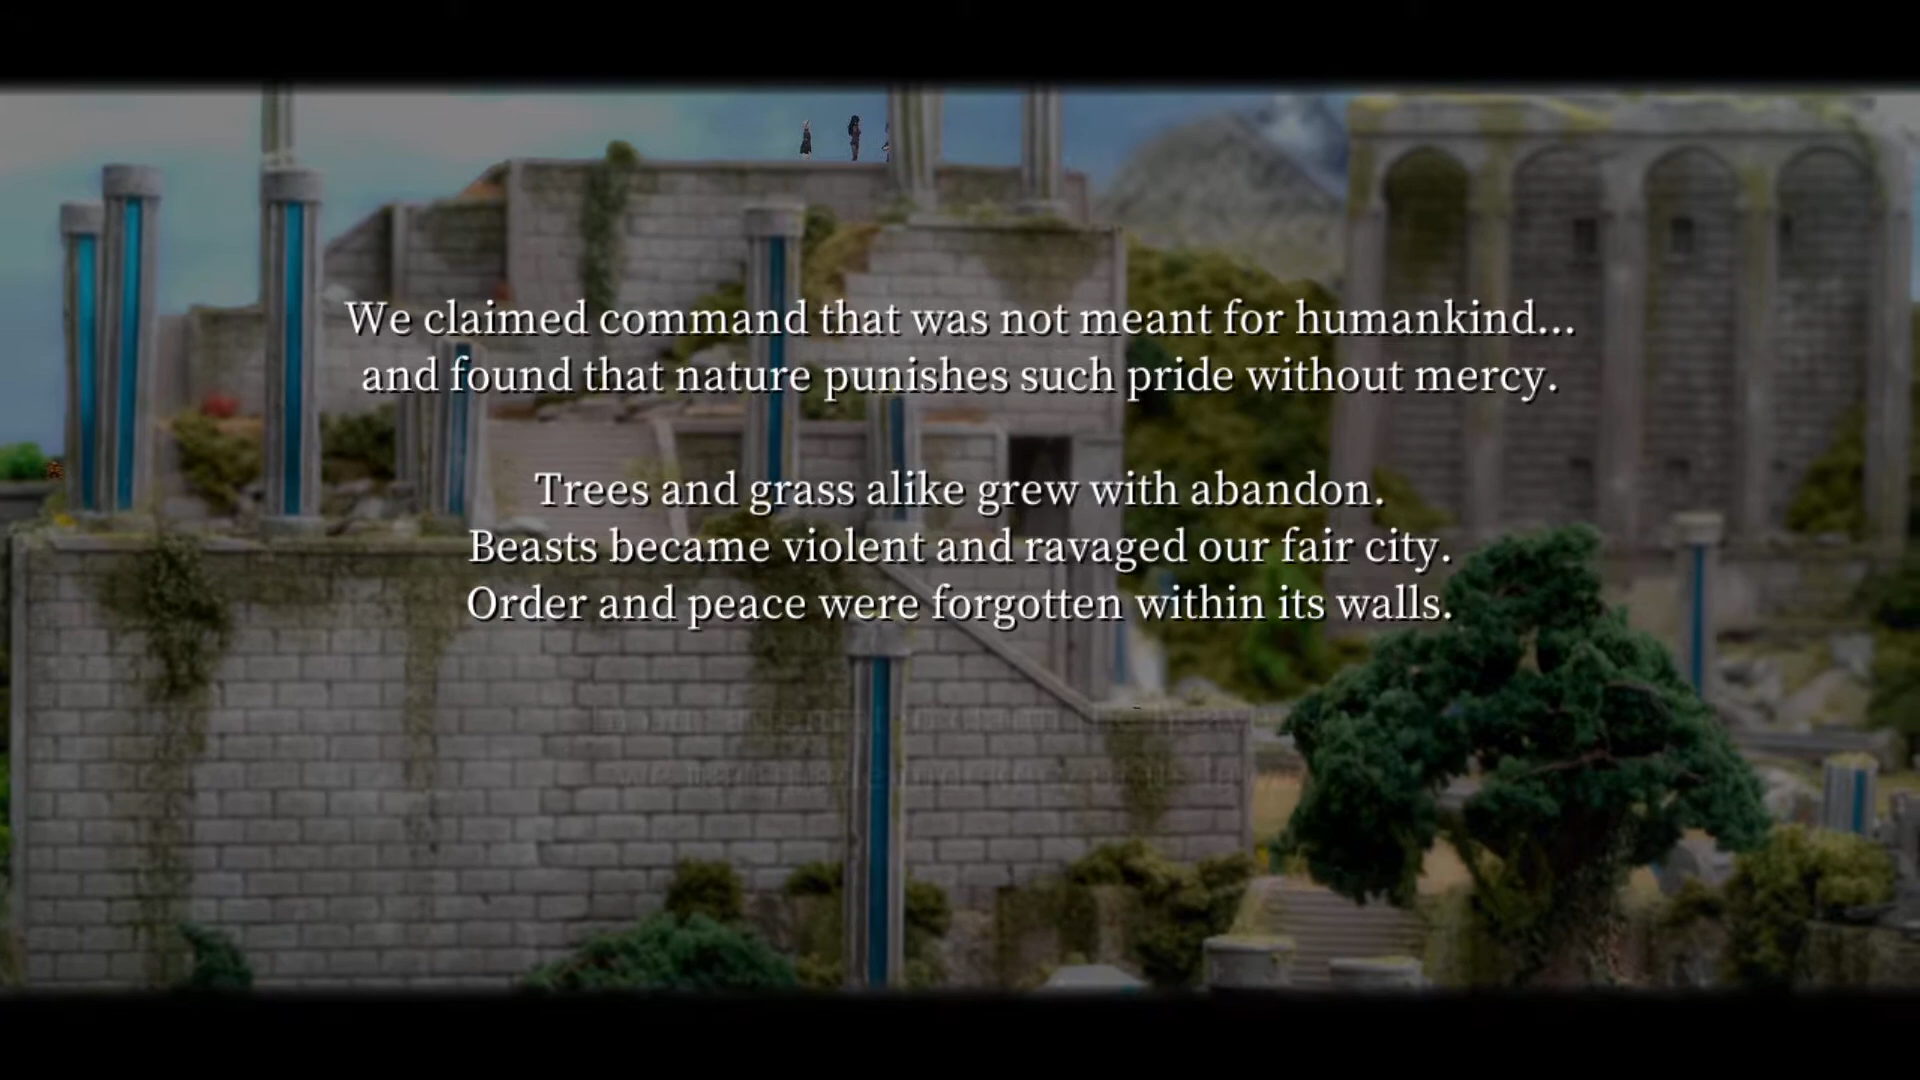 We claimed command that was not meant for humankind...
and found that nature punishes such pride without mercy.
Trees and grass alike grew with abandon.
Beasts became violent and ravaged our fair city.
Order and peace were forgotten within its walls.